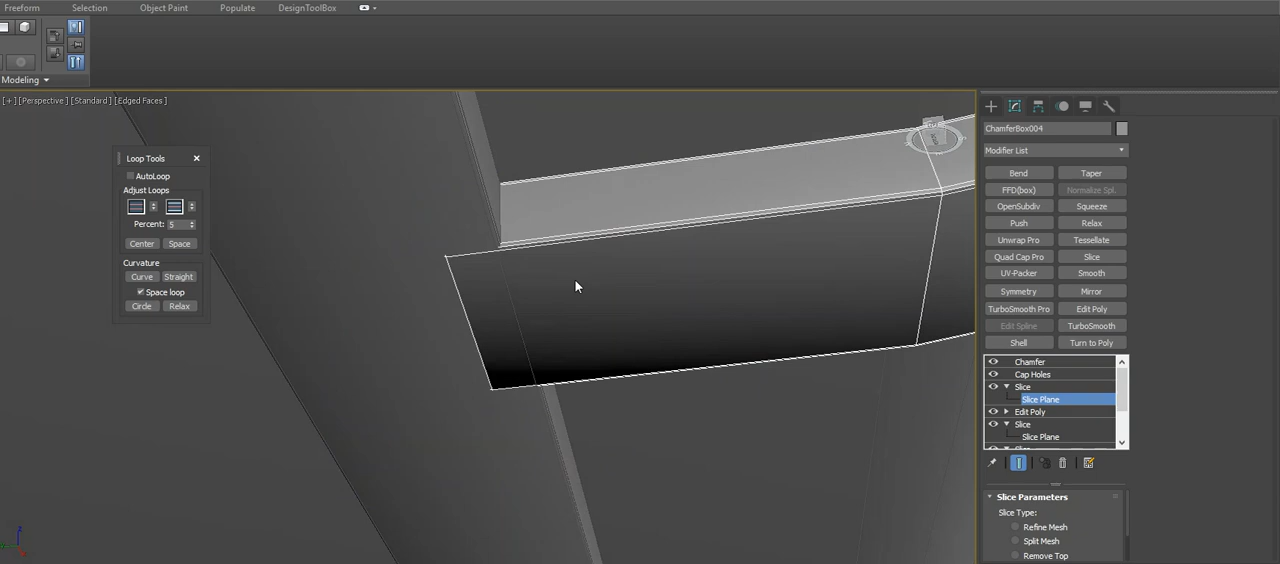 Freeform Selection Object Paint Populate DesignToolBox
Modeling
[+] [Perspective] [Standard] [Edged Faces]
Loop Tools
AutoLoop
Adjust Loops
Percent: 5
Center Space
Curvature
Curve Straight
Space loop
Circle Relax
ChamferBox004
Modifier List
Bend Taper
FFD(box) Normalize Spl.
OpenSubdiv Squeeze
Push Relax
Unwrap Pro Tessellate
Quad Cap Pro Slice
UV-Packer Smooth
Symmetry Mirror
TurboSmooth Pro Edit Poly
Edit Spline TurboSmooth
Shell Turn to Poly
Chamfer
Cap Holes
Slice
Slice Plane
Edit Poly
Slice
Slice Plane
Slice Parameters
Slice Type:
Refine Mesh
Split Mesh
Remove Top